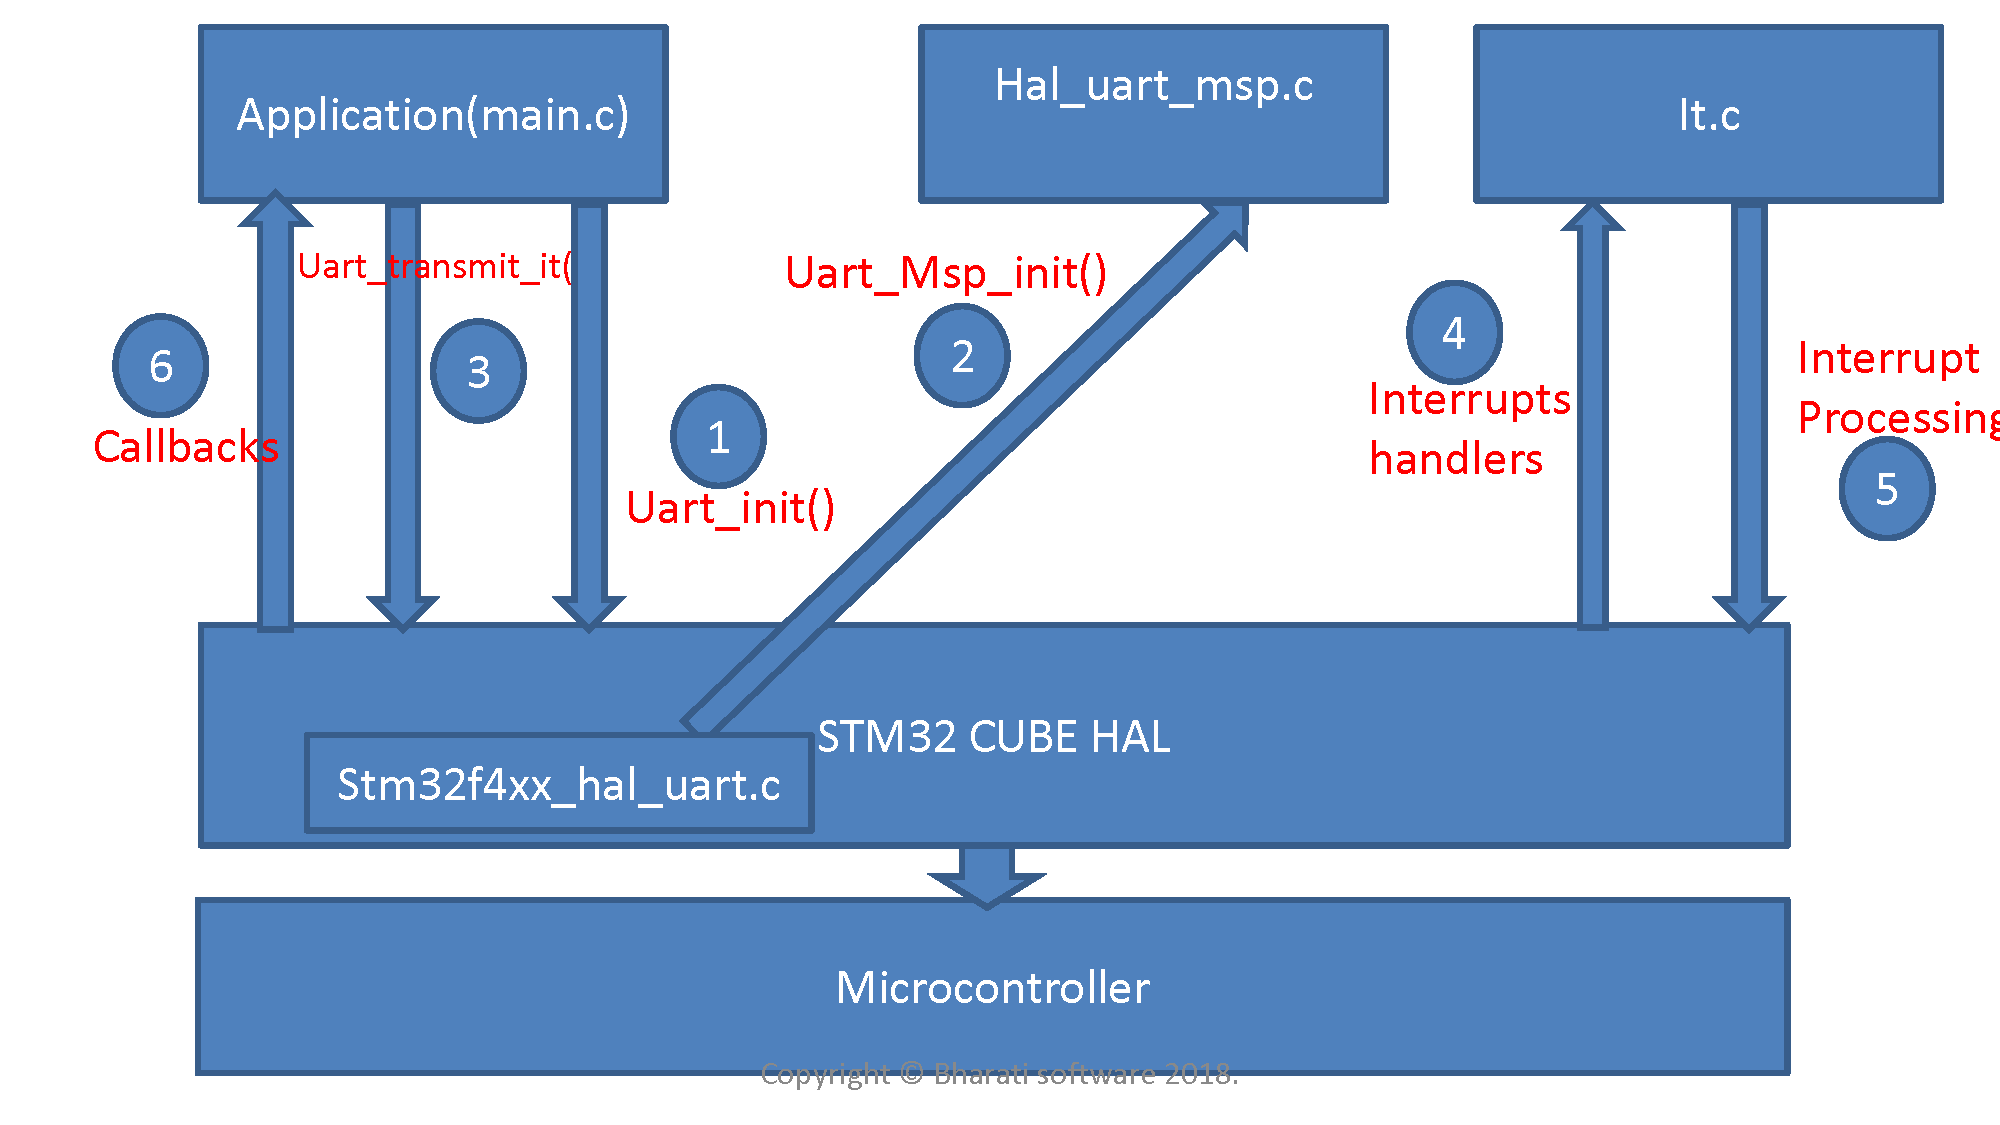 Application(main.c)
Hal_uart_msp.c
It.c
Uart_transmit_it(
Uart_Msp_init()
6
3
2
4
1
Callbacks
Uart_init()
Interrupts
handlers
Interrupt
Processing
5
STM32 CUBE HAL
Stm32f4xx_hal_uart.c
Microcontroller
Copyright © Bharati software 2018.